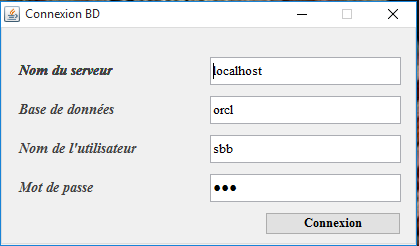 Connexion BD
Nom du serveur localhost
Base de données orcl
Nom de l'utilisateur sbb
Mot de passe •••
Connexion